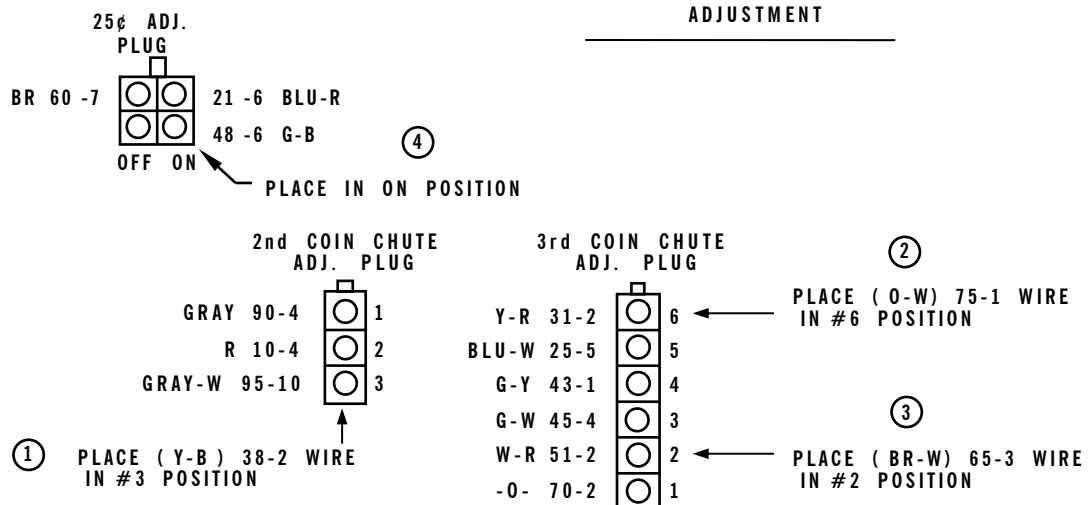 ADJUSTMENT
25¢ ADJ.
PLUG
BR 60 -7
21 -6 BLU-R
48 -6 G-B
OFF ON
4
PLACE IN ON POSITION
2nd COIN CHUTE
ADJ. PLUG
GRAY 90-4
1
R 10-4
2
GRAY-W 95-10
3
1
PLACE ( Y-B ) 38-2 WIRE
IN #3 POSITION
3rd COIN CHUTE
ADJ. PLUG
Y-R 31-2
6
BLU-W 25-5
5
G-Y 43-1
4
G-W 45-4
3
W-R 51-2
2
-O- 70-2
1
2
PLACE ( O-W) 75-1 WIRE
IN #6 POSITION
3
PLACE ( BR-W) 65-3 WIRE
IN #2 POSITION